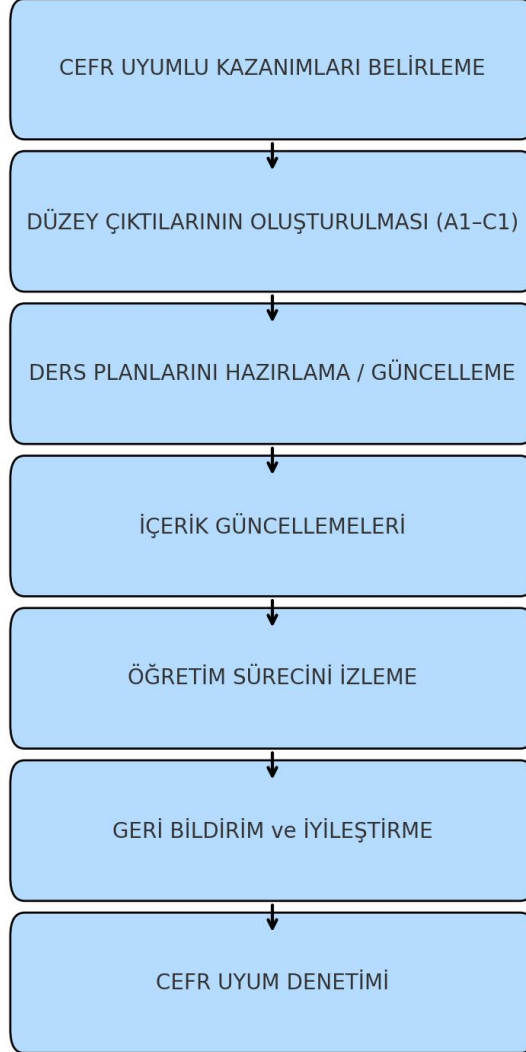 CEFR UYUMLU KAZANIMLARI BELİRLEME
DÜZEY ÇIKTILARININ OLUŞTURULMASI (A1–C1)
DERS PLANLARINI HAZIRLAMA / GÜNCELLEME
İÇERİK GÜNCELLEMELERİ
ÖĞRETİM SÜRECİNİ İZLEME
GERİ BİLDİRİM ve İYİLEŞTİRME
CEFR UYUM DENETİMİ